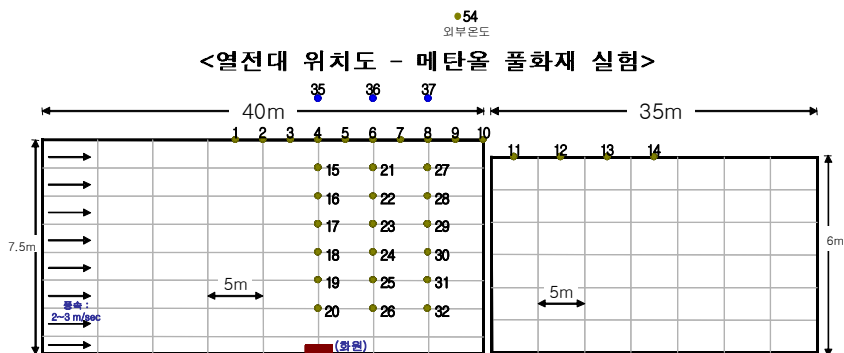 54
외부온도
<열전대 위치도 - 메탄올 풀화재 실험>
35 36 37
40m 35m
1 2 3 4 5 6 7 8 9 10
11 12 13 14
15 21 27
16 22 28
7.5m 17 23 29 6m
18 24 30
5m 19 25 31 5m
풍속 :
2~3 m/sec
20 26 32
(화원)